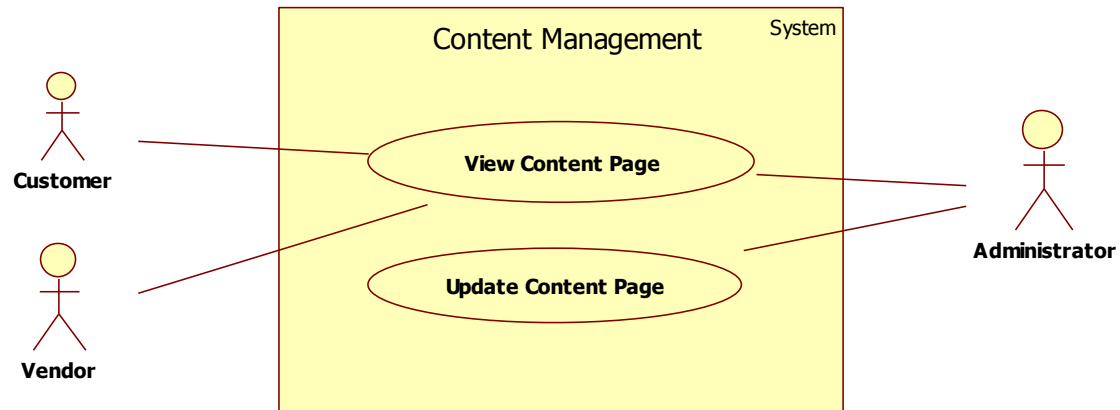 System
Content Management
View Content Page
Customer
Administrator
Update Content Page
Vendor